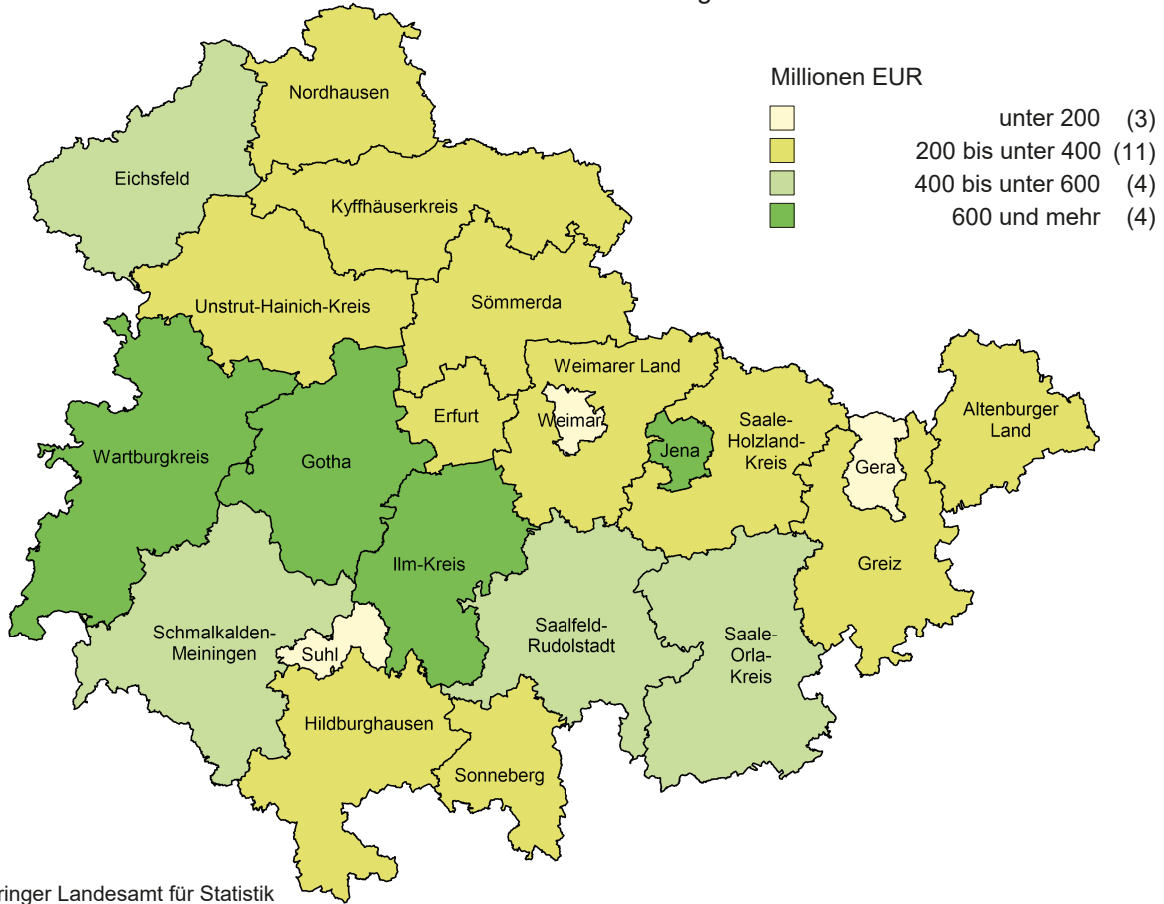 Millionen EUR
unter 200 (3)
200 bis unter 400 (11)
400 bis unter 600 (4)
600 und mehr (4)
Nordhausen
Eichsfeld
Kyffhäuserkreis
Unstrut-Hainich-Kreis
Sömmerda
Weimarer Land
Erfurt
Weimar
Saale-
Holzland-
Kreis
Altenburger
Land
Wartburgkreis
Gotha
Jena
Gera
Ilm-Kreis
Greiz
Schmalkalden-
Meiningen
Suhl
Saalfeld-
Rudolstadt
Saale-
Orla-
Kreis
Hildburghausen
Sonneberg
ringer Landesamt für Statistik